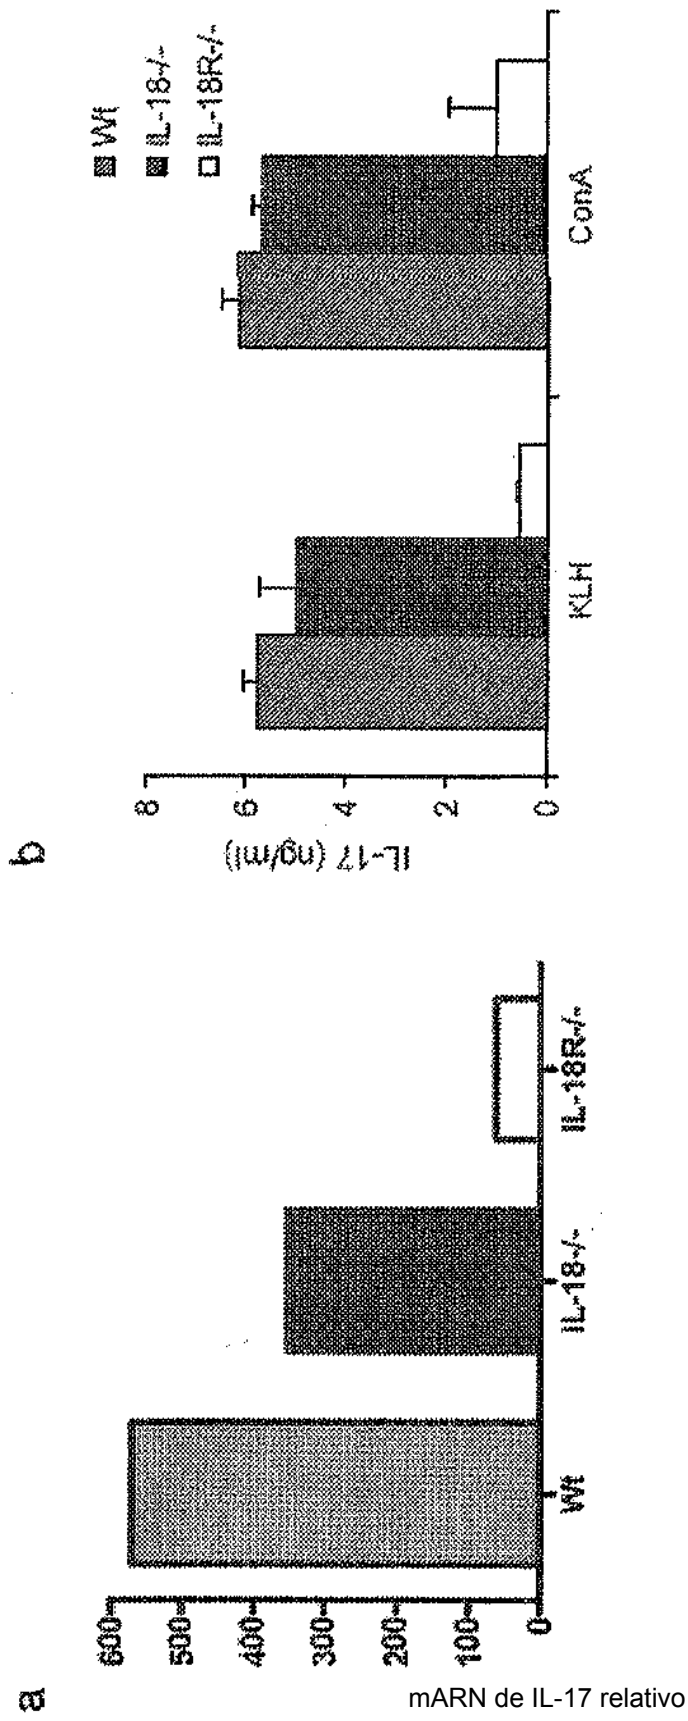 a
600
500
400
300
200
100
0
Wt
IL-18-/-
IL-18R-/-
mARN de IL-17 relativo
b
Wt
IL-18-/-
IL-18R-/-
8
6
4
2
0
IL-17 (ng/ml)
KLH
ConA